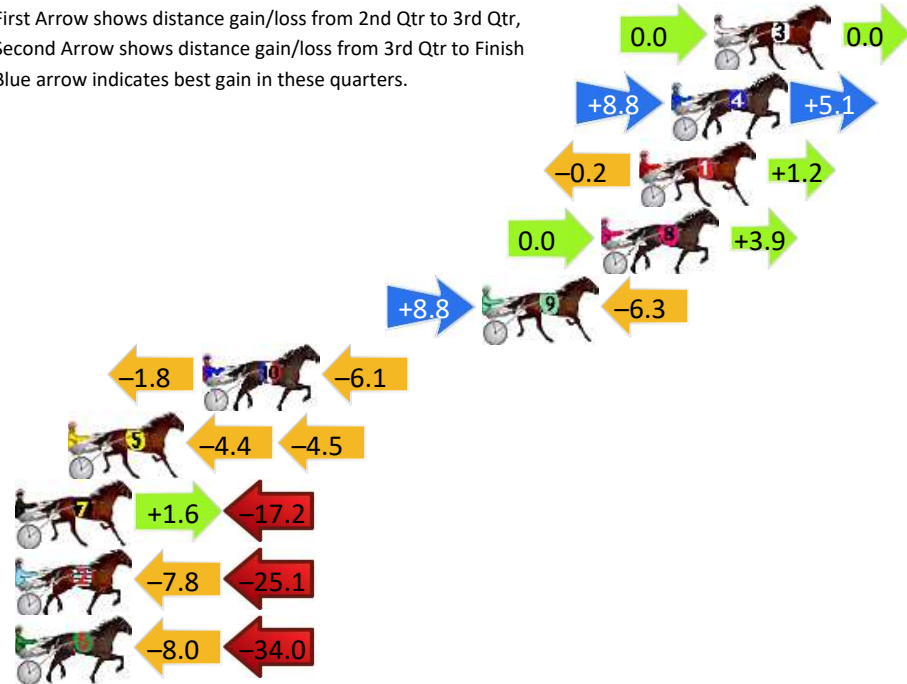 First Arrow shows distance gain/loss from 2nd Qtr to 3rd Qtr,
Second Arrow shows distance gain/loss from 3rd Qtr to Finish
Blue arrow indicates best gain in these quarters.
0.0 3 0.0
+8.8 4 +5.1
–0.2 1 +1.2
0.0 8 +3.9
+8.8 9 –6.3
–1.8 10 –6.1
5 –4.4 –4.5
7 +1.6 –17.2
2 –7.8 –25.1
6 –8.0 –34.0